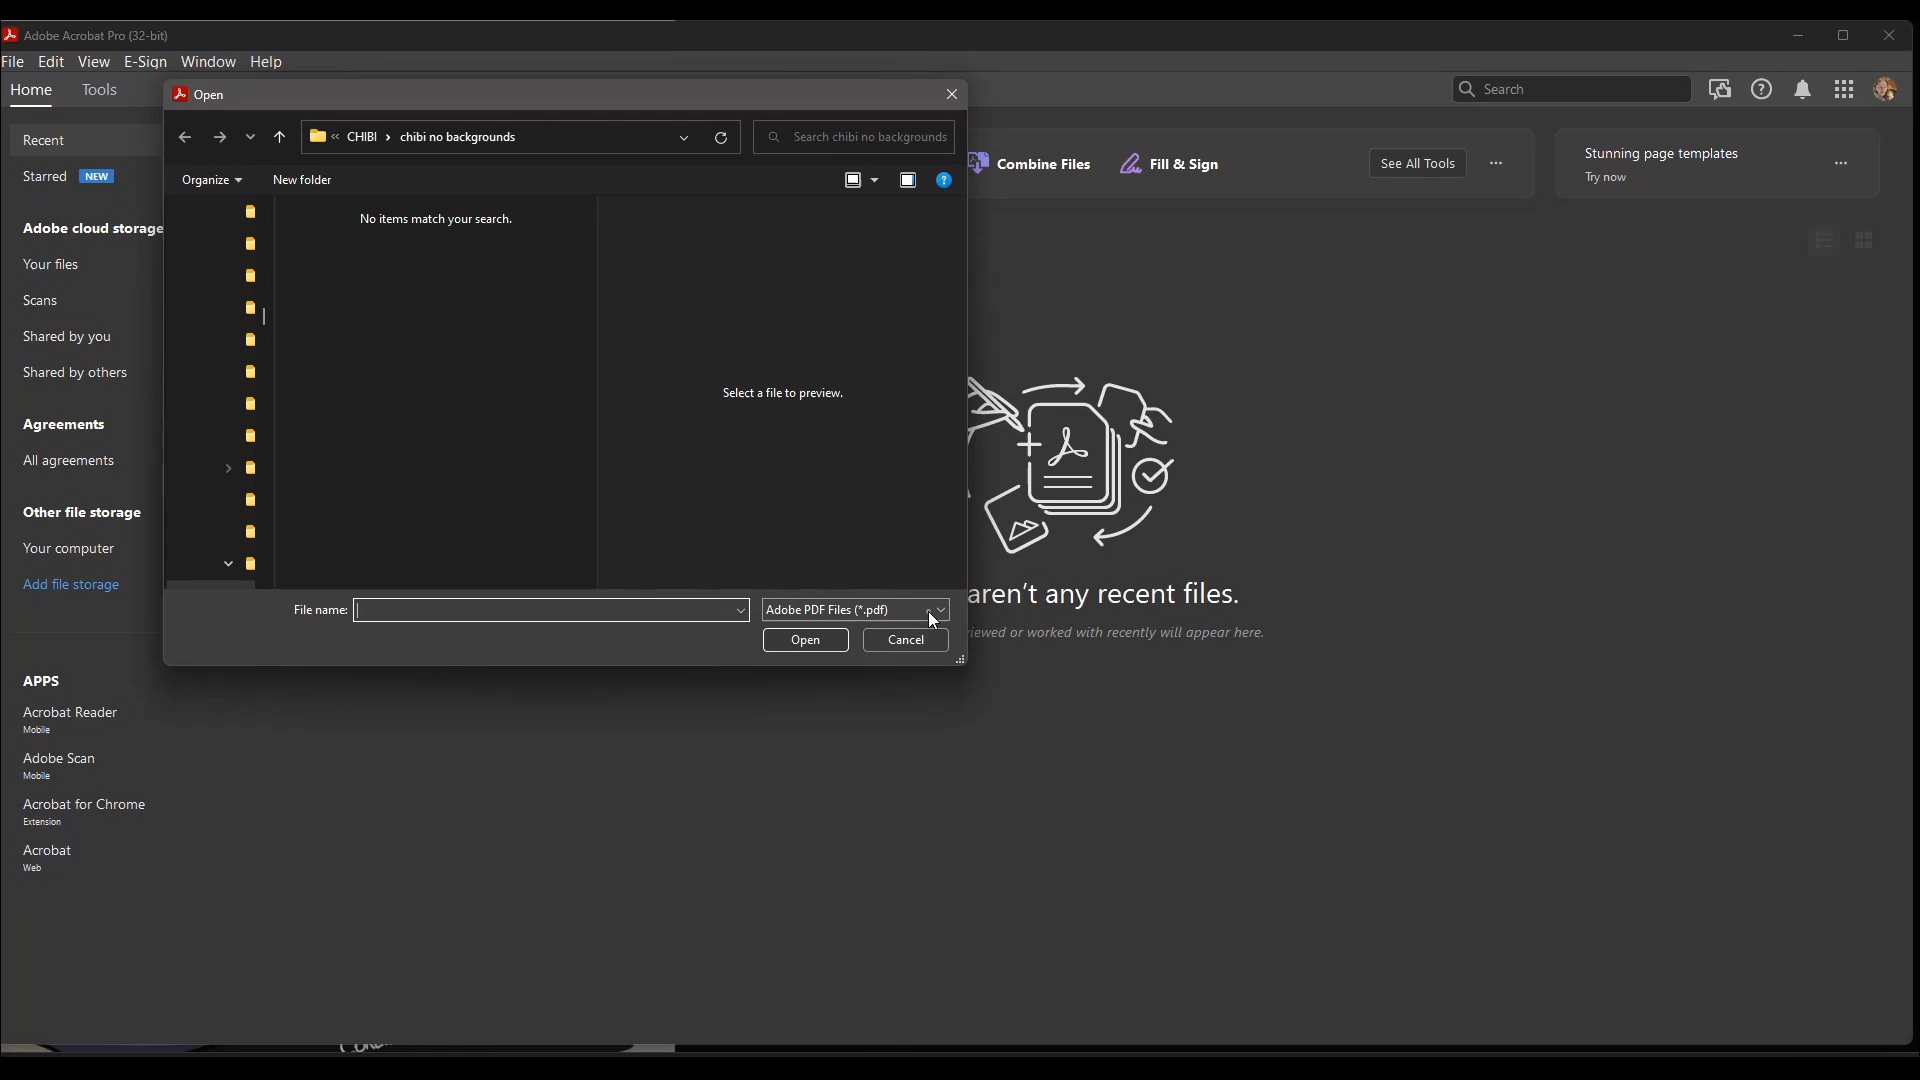 Adobe Acrobat Pro (32-bit)
File Edit View E-Sign Window Help
Home Tools
Search
Open
« CHIBI › chibi no backgrounds
Search chibi no backgrounds
Organize
New folder
No items match your search.
Select a file to preview.
File name:
Adobe PDF Files (*.pdf)
Open
Cancel
Recent
Starred NEW
Adobe cloud storage
Your files
Scans
Shared by you
Shared by others
Agreements
All agreements
Other file storage
Your computer
Add file storage
APPS
Acrobat Reader
Mobile
Adobe Scan
Mobile
Acrobat for Chrome
Extension
Acrobat
Web
Combine Files
Fill & Sign
See All Tools
Stunning page templates
Try now
aren't any recent files.
or worked with recently will appear here.